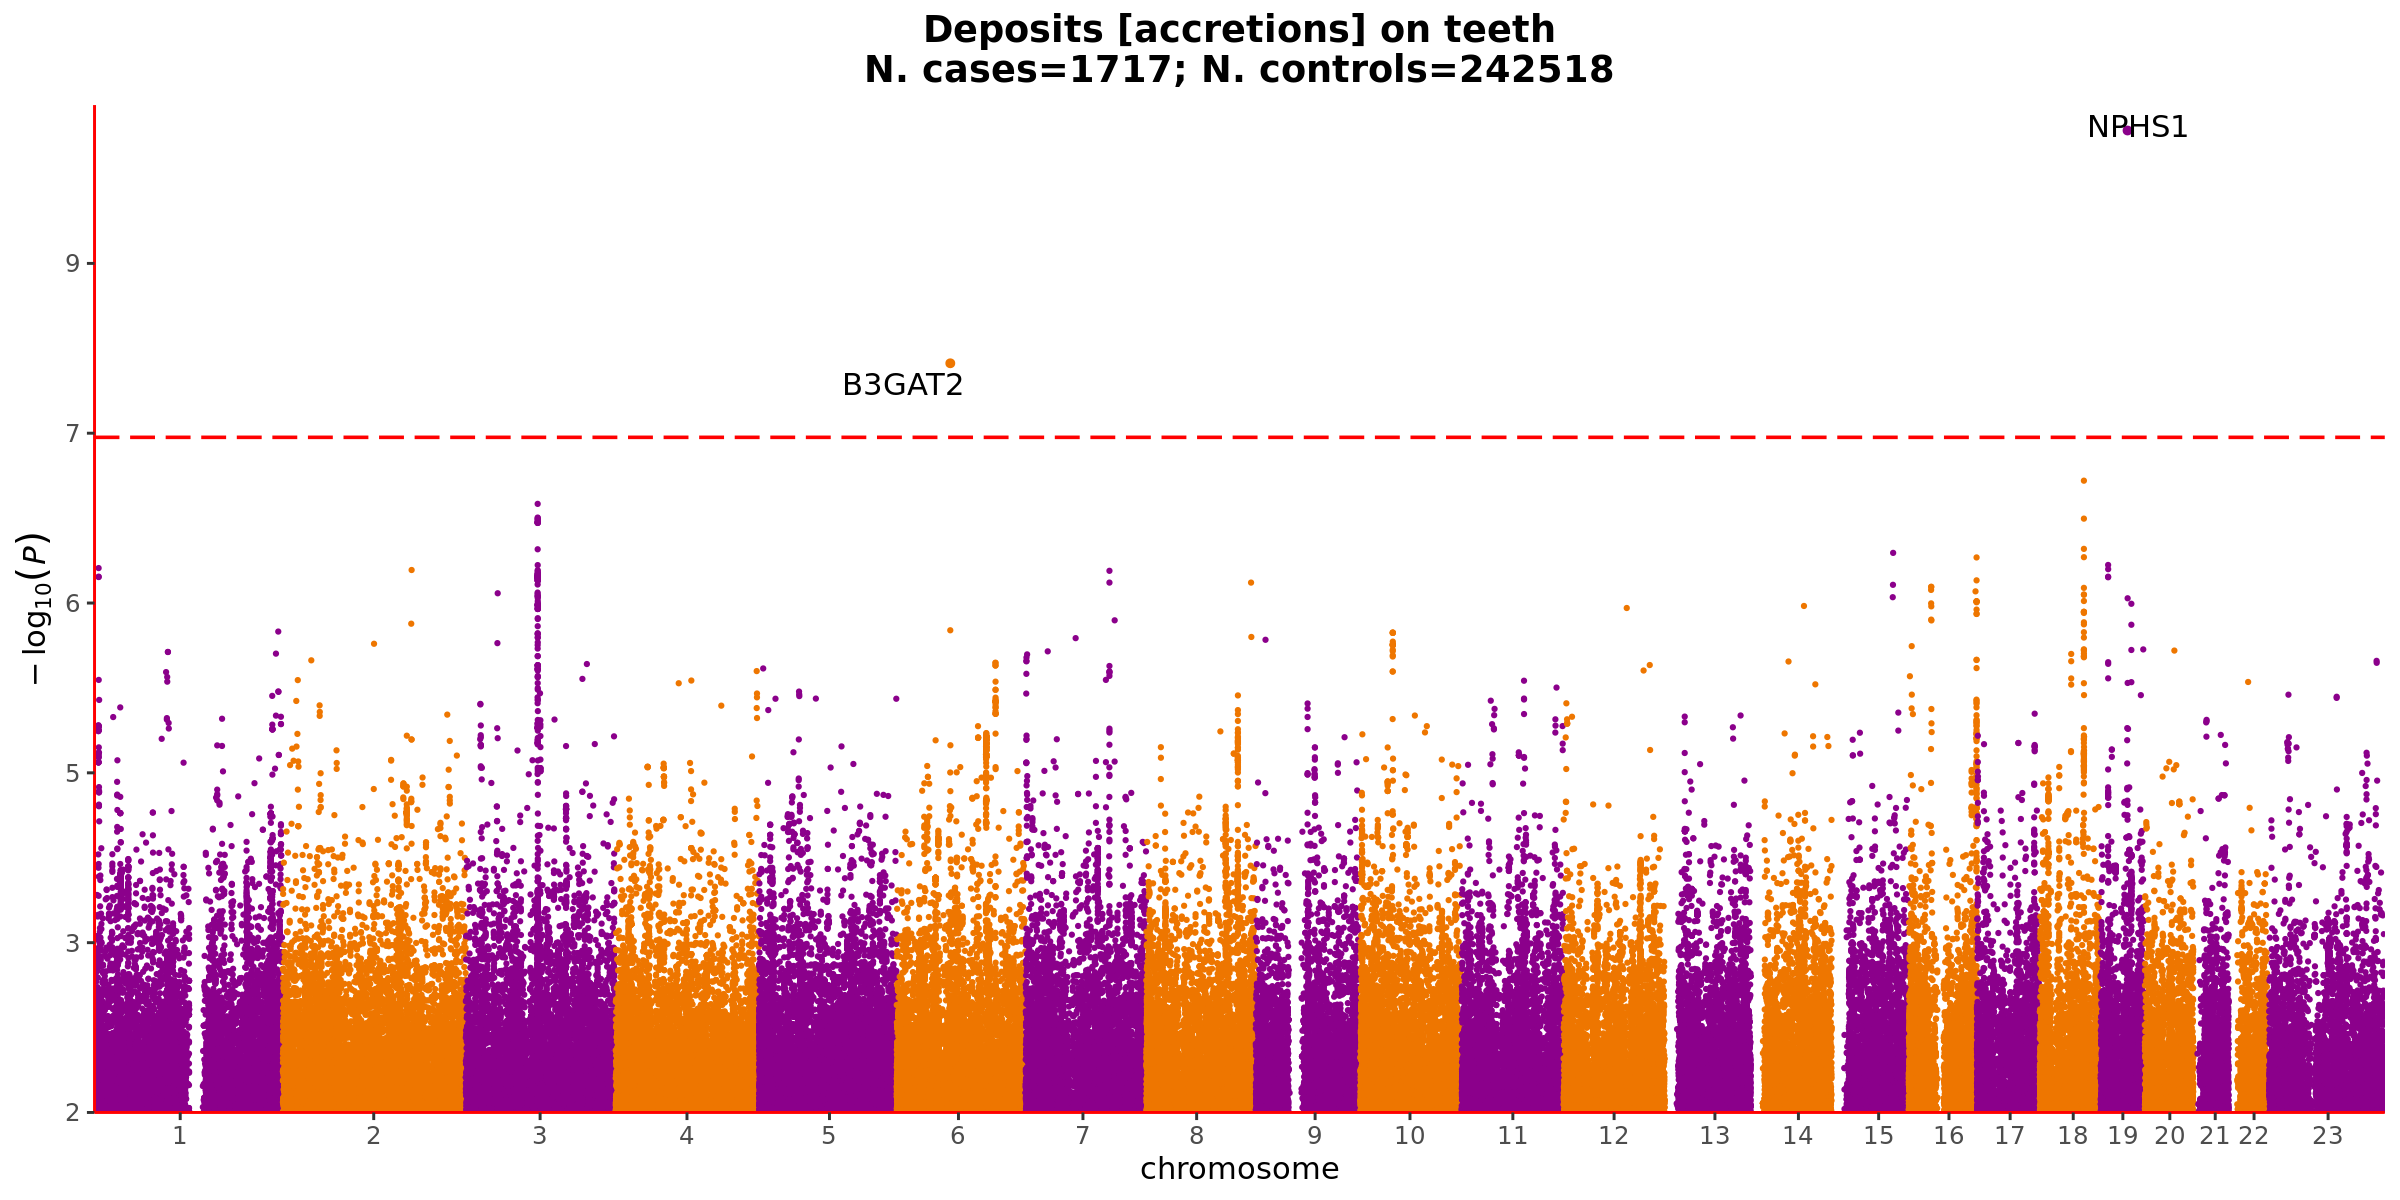 Deposits [accretions] on teeth
N. cases=1717; N. controls=242518
NPHS1
9
B3GAT2
7
6
5
3
2
−log₁₀(P)
1 2 3 4 5 6 7 8 9 10 11 12 13 14 15 16 17 18 19 20 21 22 23
chromosome